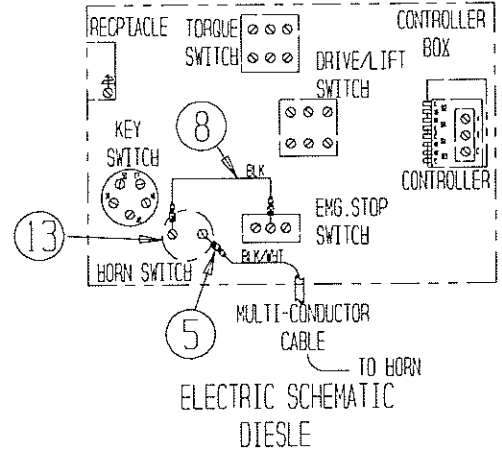 RECPTACLE
TORQUE
SWITCH
CONTROLLER
BOX
DRIVE/LIFT
SWITCH
8
KEY
SWITCH
BLK
CONTROLLER
13
EMG.STOP
SWITCH
HORN SWITCH
BLK/WHT
5
MULTI-CONDUCTOR
CABLE
TO HORN
ELECTRIC SCHEMATIC
DIESLE